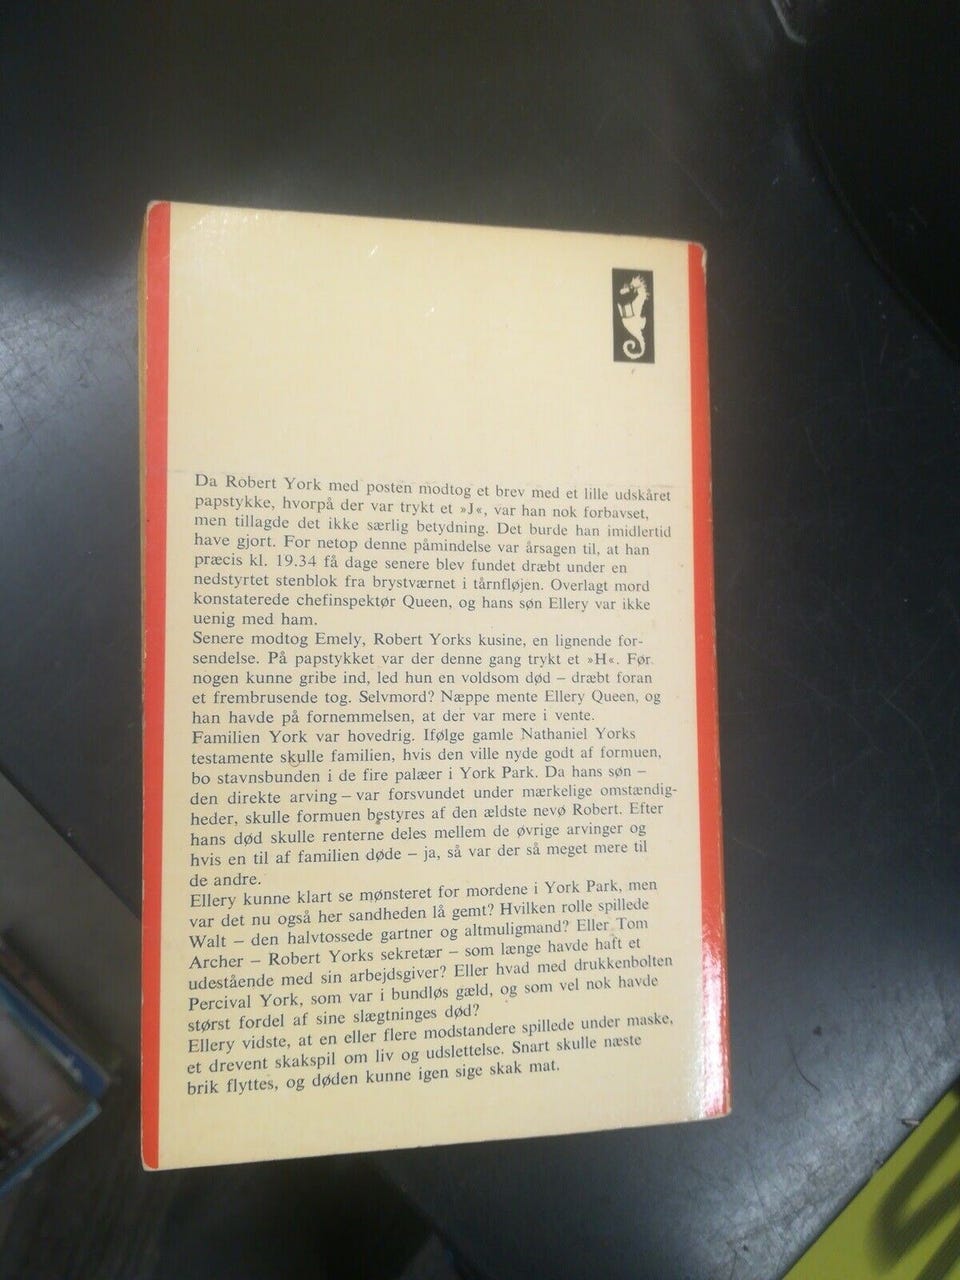 Da Robert York med posten modtog et brev med et lille udskåret
papstykke, hvorpå der var trykt et »J«, var han nok forbavset,
men tillagde det ikke særlig betydning. Det burde han imidlertid
have gjort. For netop denne påmindelse var årsagen til, at han
præcis kl. 19.34 få dage senere blev fundet dræbt under en
nedstyrtet stenblok fra brystværnet i tårnfløjen. Overlagt mord
konstaterede chefinspektør Queen, og hans søn Ellery var ikke
uenig med ham.
Senere modtog Emely, Robert Yorks kusine, en lignende for-
sendelse. På papstykket var der denne gang trykt et »H«. Før
nogen kunne gribe ind, led hun en voldsom død – dræbt foran
et frembrusende tog. Selvmord? Næppe mente Ellery Queen, og
han havde på fornemmelsen, at der var mere i vente.
Familien York var hovedrig. Ifølge gamle Nathaniel Yorks
testamente skulle familien, hvis den ville nyde godt af formuen,
bo stavnsbunden i de fire palæer i York Park. Da hans søn –
den direkte arving – var forsvundet under mærkelige omstændig-
heder, skulle formuen bestyres af den ældste nevø Robert. Efter
hans død skulle renterne deles mellem de øvrige arvinger og
hvis en til af familien døde – ja, så var der så meget mere til
de andre.
Ellery kunne klart se mønsteret for mordene i York Park, men
var det nu også her sandheden lå gemt? Hvilken rolle spillede
Walt – den halvtossede gartner og altmuligmand? Eller Tom
Archer – Robert Yorks sekretær – som længe havde haft et
udestående med sin arbejdsgiver? Eller hvad med drukkenbolten
Percival York, som var i bundløs gæld, og som vel nok havde
størst fordel af sine slægtninges død?
Ellery vidste, at en eller flere modstandere spillede under maske,
et drevent skakspil om liv og udslettelse. Snart skulle næste
brik flyttes, og døden kunne igen sige skak mat.